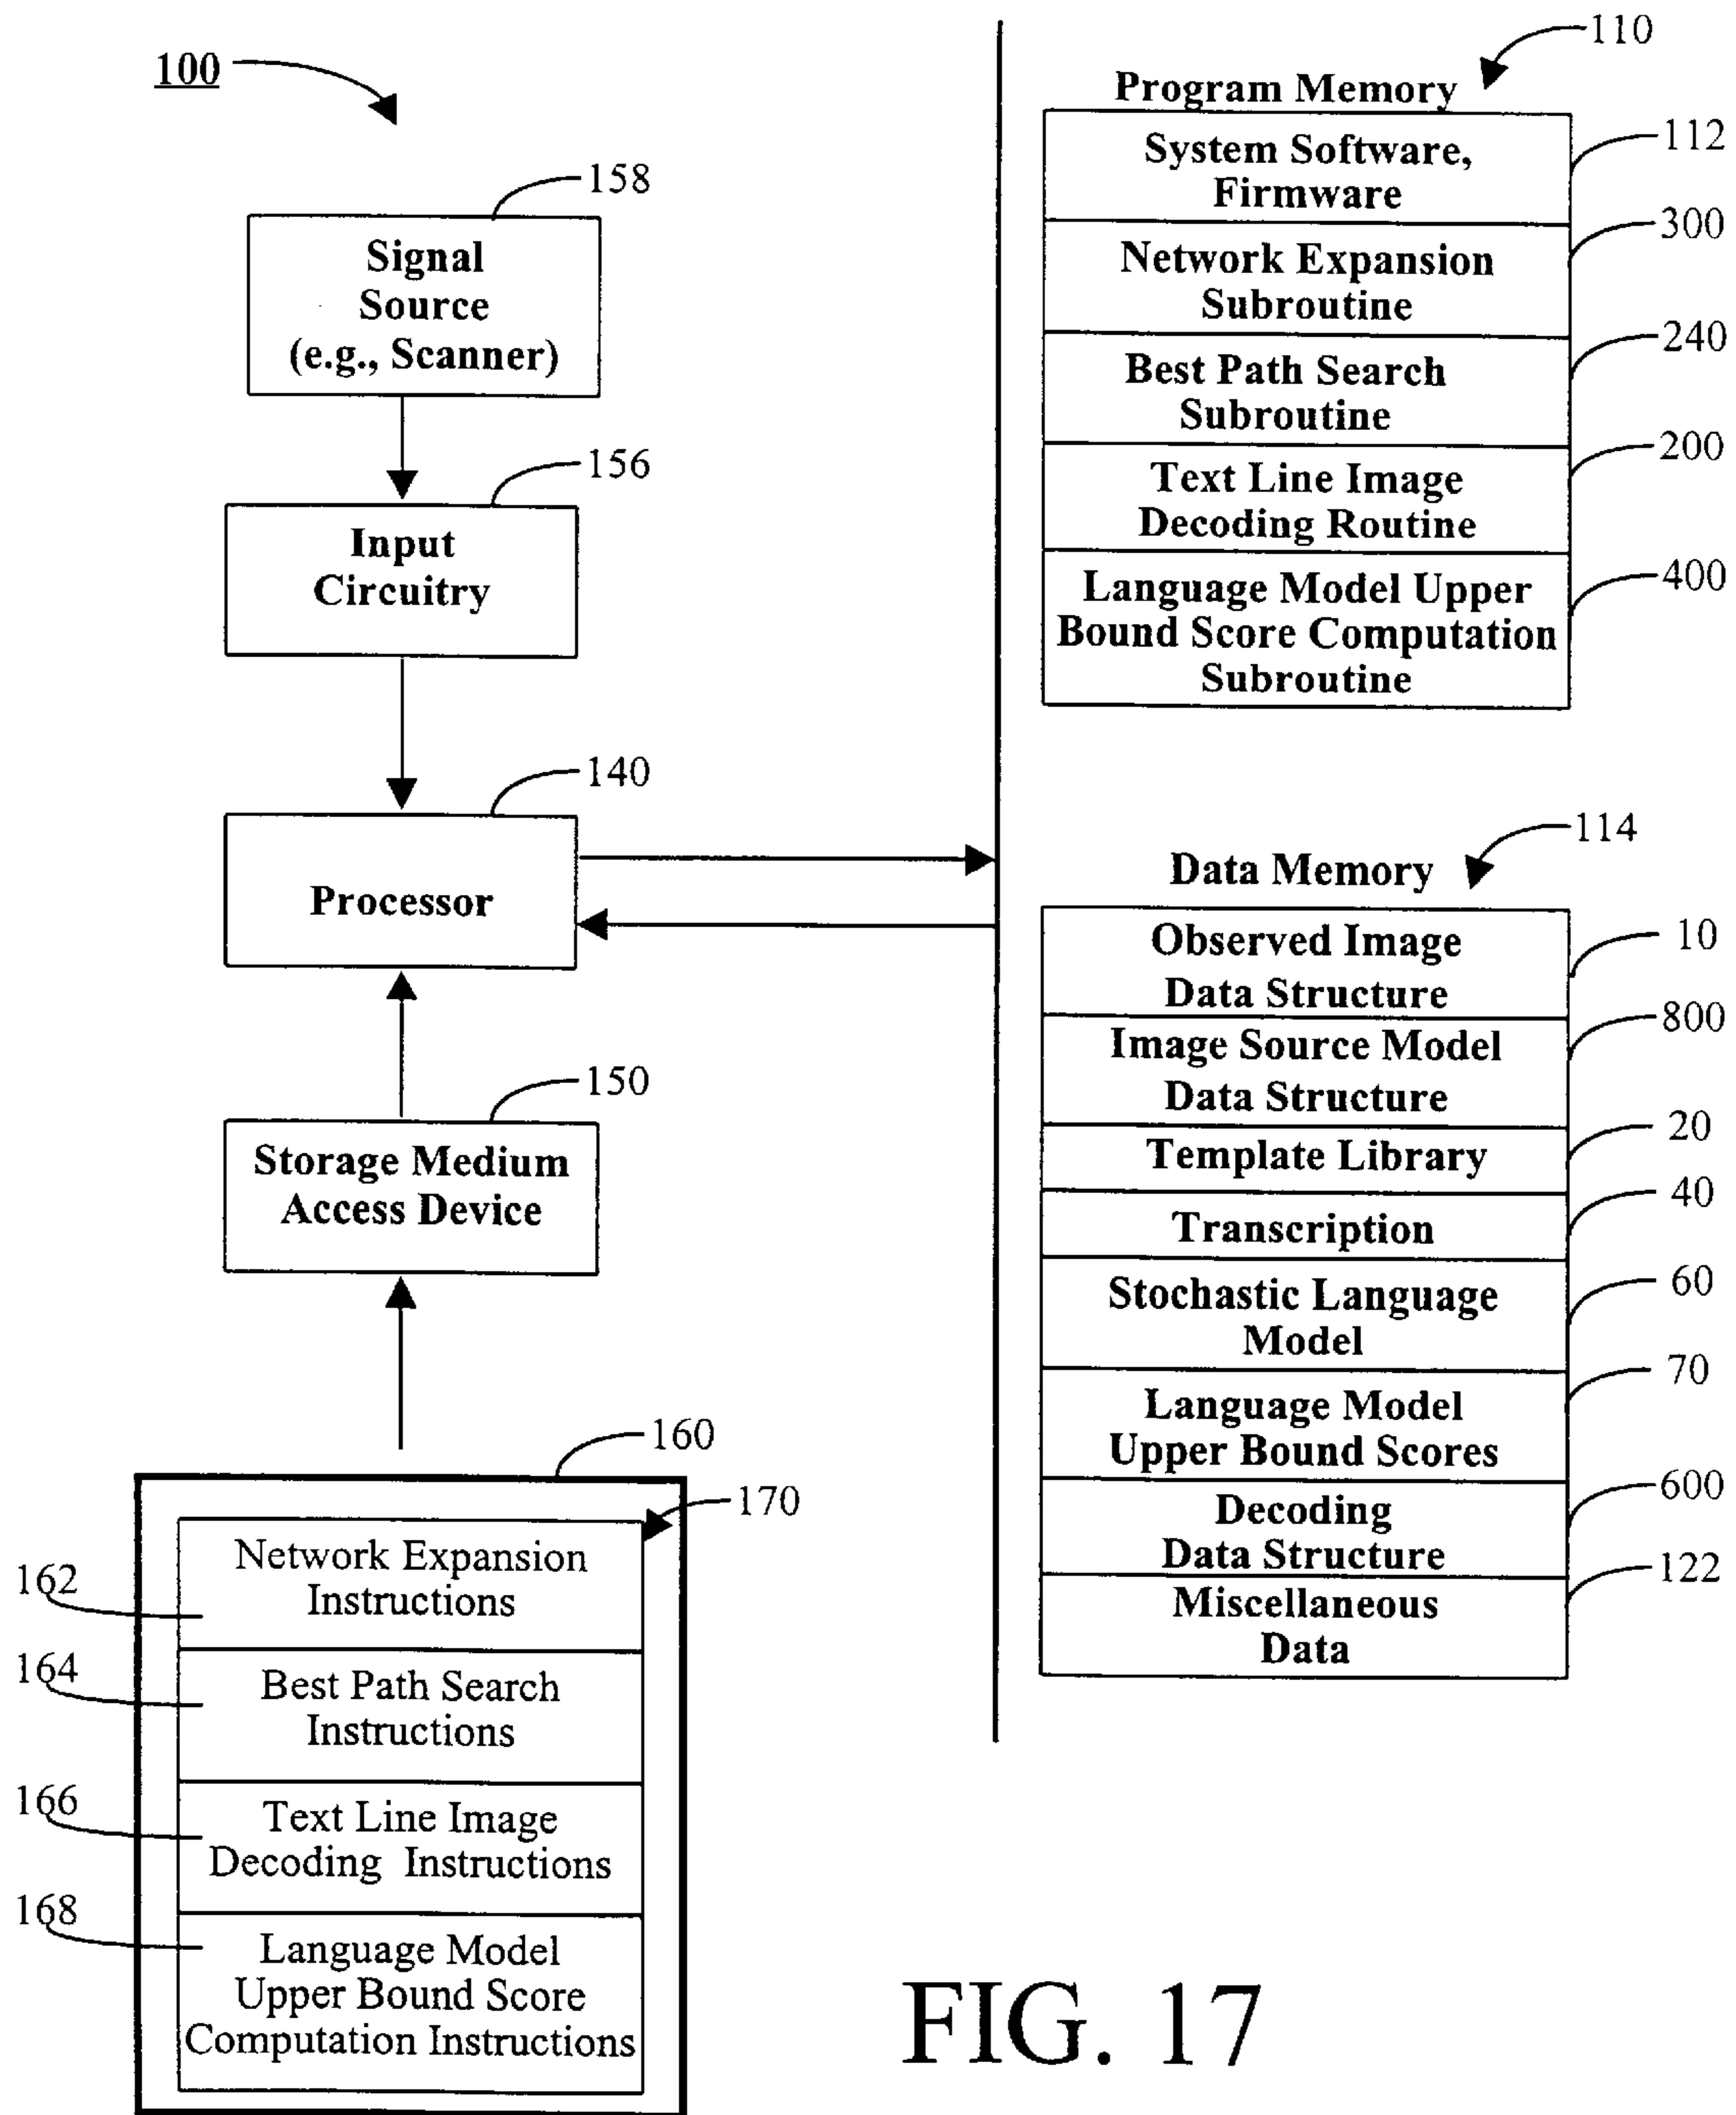 100
158
Signal
Source
(e.g., Scanner)
156
Input
Circuitry
140
Processor
150
Storage Medium
Access Device
160
170
162
Network Expansion
Instructions
164
Best Path Search
Instructions
166
Text Line Image
Decoding Instructions
168
Language Model
Upper Bound Score
Computation Instructions
110
Program Memory
112
System Software,
Firmware
300
Network Expansion
Subroutine
240
Best Path Search
Subroutine
200
Text Line Image
Decoding Routine
400
Language Model Upper
Bound Score Computation
Subroutine
114
Data Memory
10
Observed Image
Data Structure
800
Image Source Model
Data Structure
20
Template Library
40
Transcription
60
Stochastic Language
Model
70
Language Model
Upper Bound Scores
600
Decoding
Data Structure
122
Miscellaneous
Data
FIG. 17